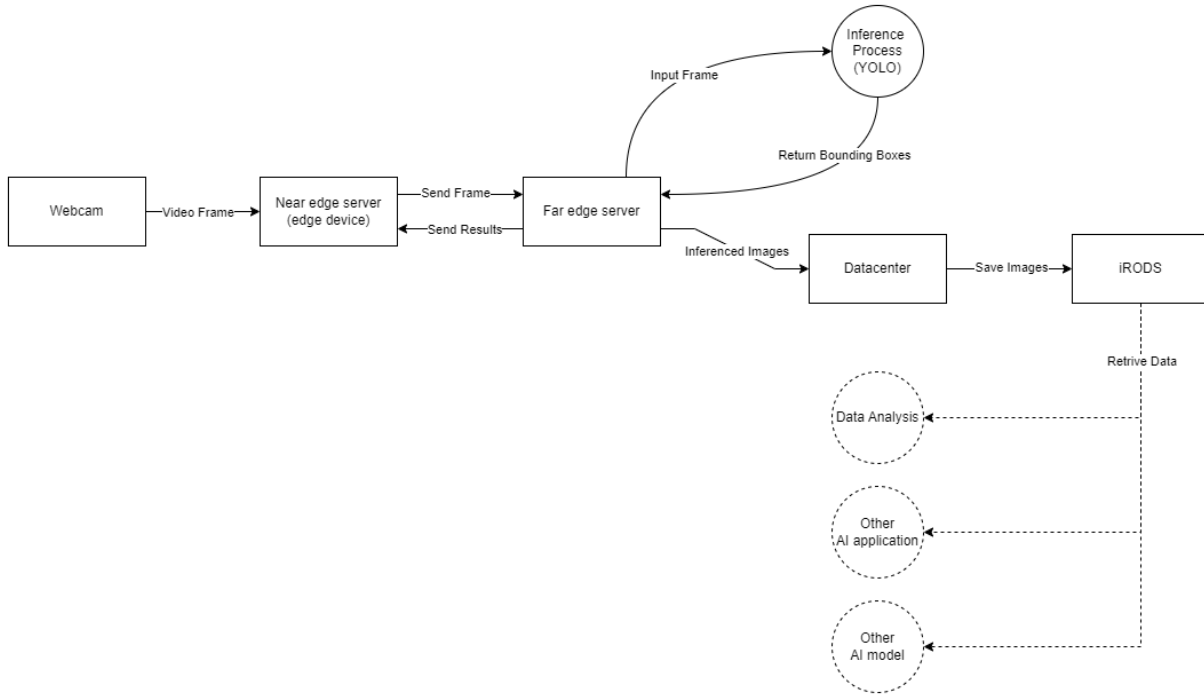 Inference
Process
(YOLO)
Input Frame
Return Bounding Boxes
Webcam
Video Frame
Near edge server
(edge device)
Send Frame
Send Results
Far edge server
Inferenced Images
Datacenter
Save Images
iRODS
Retrive Data
Data Analysis
Other
AI application
Other
AI model